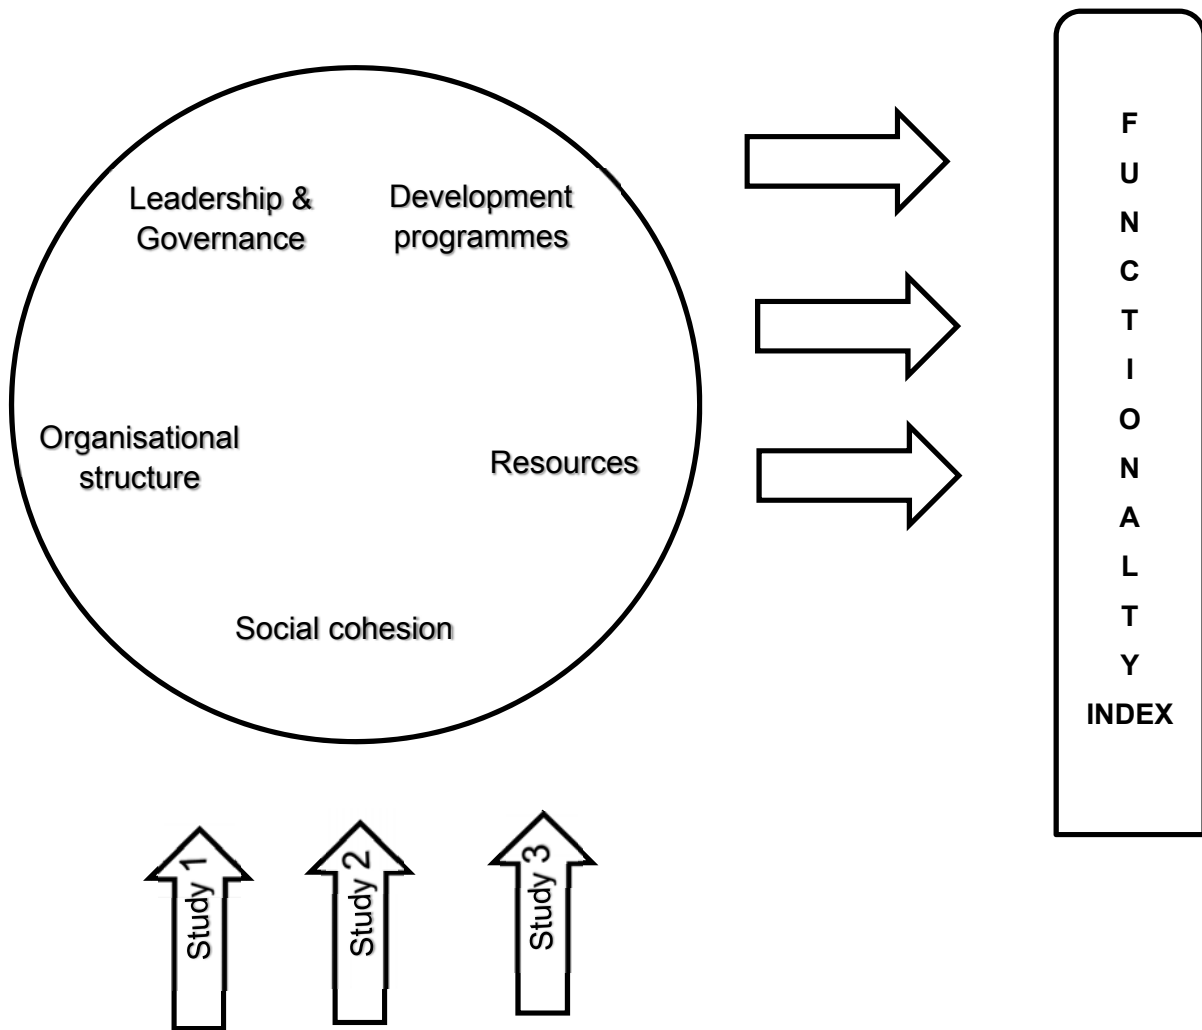 Leadership &
Governance
Development
programmes
Organisational
structure
Resources
Social cohesion
Study 1
Study 2
Study 3
F
U
N
C
T
I
O
N
A
L
T
Y
INDEX